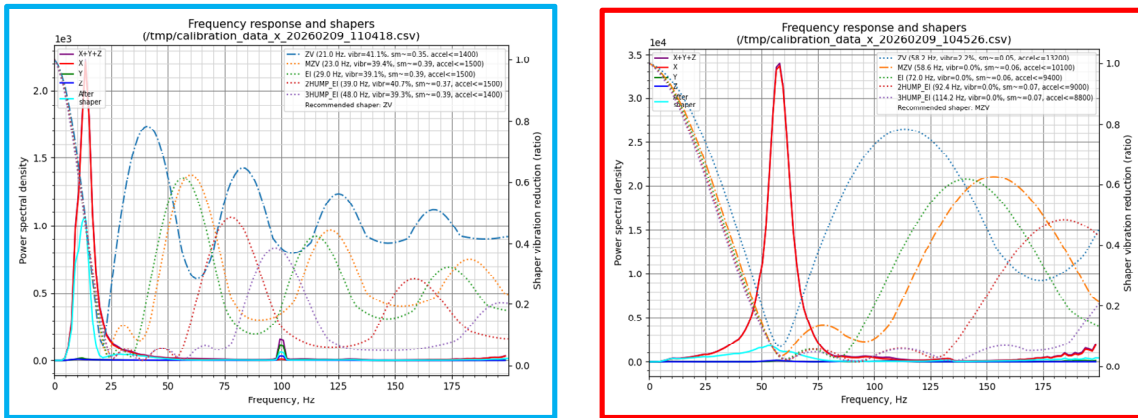 Frequency response and shapers
(/tmp/calibration_data_x_20260209_110418.csv)
1e3
X+Y+Z
X
Y
Z
After
shaper
ZV (21.0 Hz, vibr=41.1%, sm~=0.35, accel<=1400)
MZV (23.0 Hz, vibr=39.4%, sm~=0.39, accel<=1500)
EI (29.0 Hz, vibr=39.1%, sm~=0.39, accel<=1500)
2HUMP_EI (39.0 Hz, vibr=40.7%, sm~=0.37, accel<=1500)
3HUMP_EI (48.0 Hz, vibr=39.3%, sm~=0.39, accel<=1400)
Recommended shaper: ZV
Power spectral density
2.0
1.5
1.0
0.5
0.0
Shaper vibration reduction (ratio)
1.0
0.8
0.6
0.4
0.2
0.0
0 25 50 75 100 125 150 175
Frequency, Hz
Frequency response and shapers
(/tmp/calibration_data_x_20260209_104526.csv)
1e4
X+Y+Z
X
Y
Z
After
shaper
ZV (58.2 Hz, vibr=2.2%, sm~=0.05, accel<=13200)
MZV (58.6 Hz, vibr=0.0%, sm~=0.06, accel<=10100)
EI (72.0 Hz, vibr=0.0%, sm~=0.06, accel<=9400)
2HUMP_EI (92.4 Hz, vibr=0.0%, sm~=0.07, accel<=9000)
3HUMP_EI (114.2 Hz, vibr=0.0%, sm~=0.07, accel<=8800)
Recommended shaper: MZV
Power spectral density
3.5
3.0
2.5
2.0
1.5
1.0
0.5
0.0
Shaper vibration reduction (ratio)
1.0
0.8
0.6
0.4
0.2
0.0
0 25 50 75 100 125 150 175
Frequency, Hz